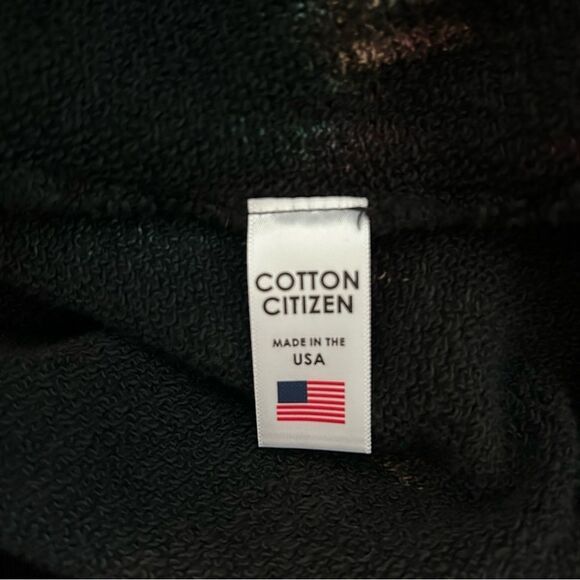 COTTON
CITIZEN
MADE IN THE
USA